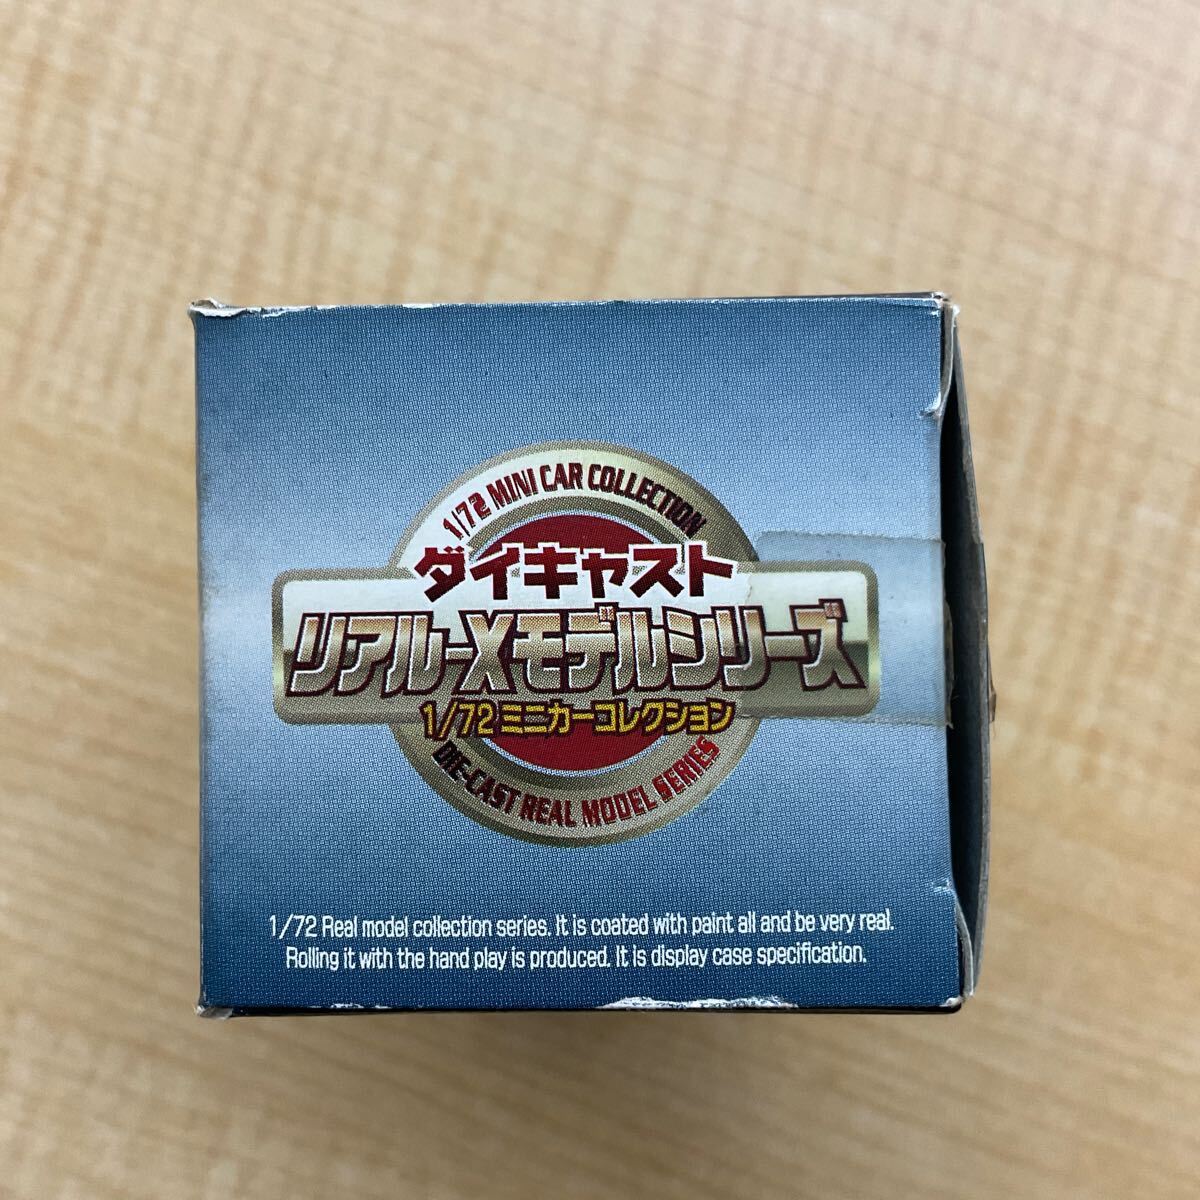 1/72 MINI CAR COLLECTION
ダイキャスト
リアル-Xモデルシリーズ
1/72ミニカーコレクション
DIE-CAST REAL MODEL SERIES
1/72 Real model collection series. It is coated with paint all and be very real.
Rolling it with the hand play is produced. It is display case specification.